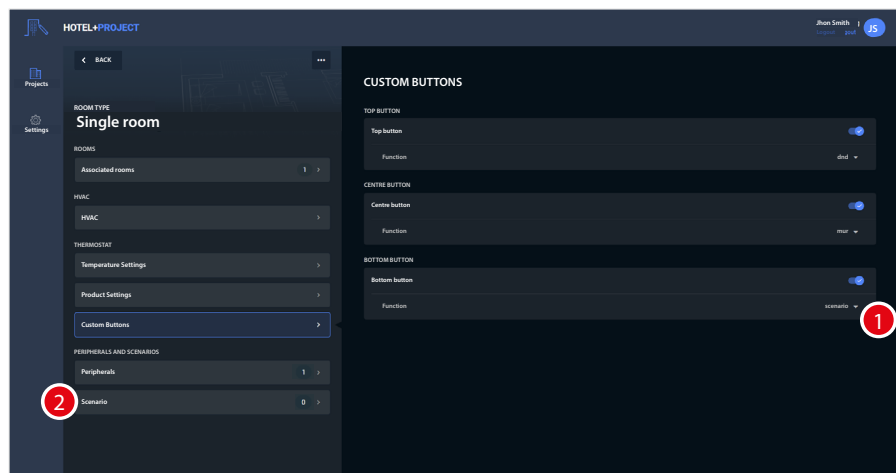 HOTEL+PROJECT
Jhon Smith
Logout
JS
Projects
Settings
BACK
ROOM TYPE
Single room
ROOMS
Associated rooms 1
HVAC
HVAC
THERMOSTAT
Temperature Settings
Product Settings
Custom Buttons
PERIPHERALS AND SCENARIOS
Peripherals 1
2 Scenario 0
CUSTOM BUTTONS
TOP BUTTON
Top button
Function dnd
CENTRE BUTTON
Centre button
Function mur
BOTTOM BUTTON
Bottom button
Function scenario
1